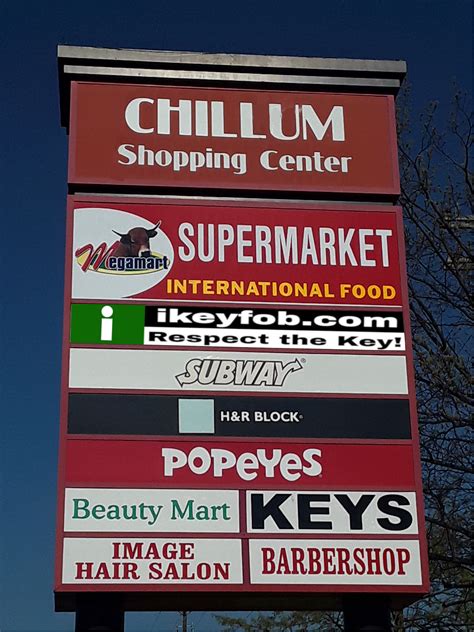 CHILLUM
Shopping Center
Megamart
SUPERMARKET
INTERNATIONAL FOOD
i
ikeyfob.com
Respect the Key!
SUBWAY
H&R BLOCK®
POPEYES
Beauty Mart
KEYS
IMAGE
HAIR SALON
BARBERSHOP